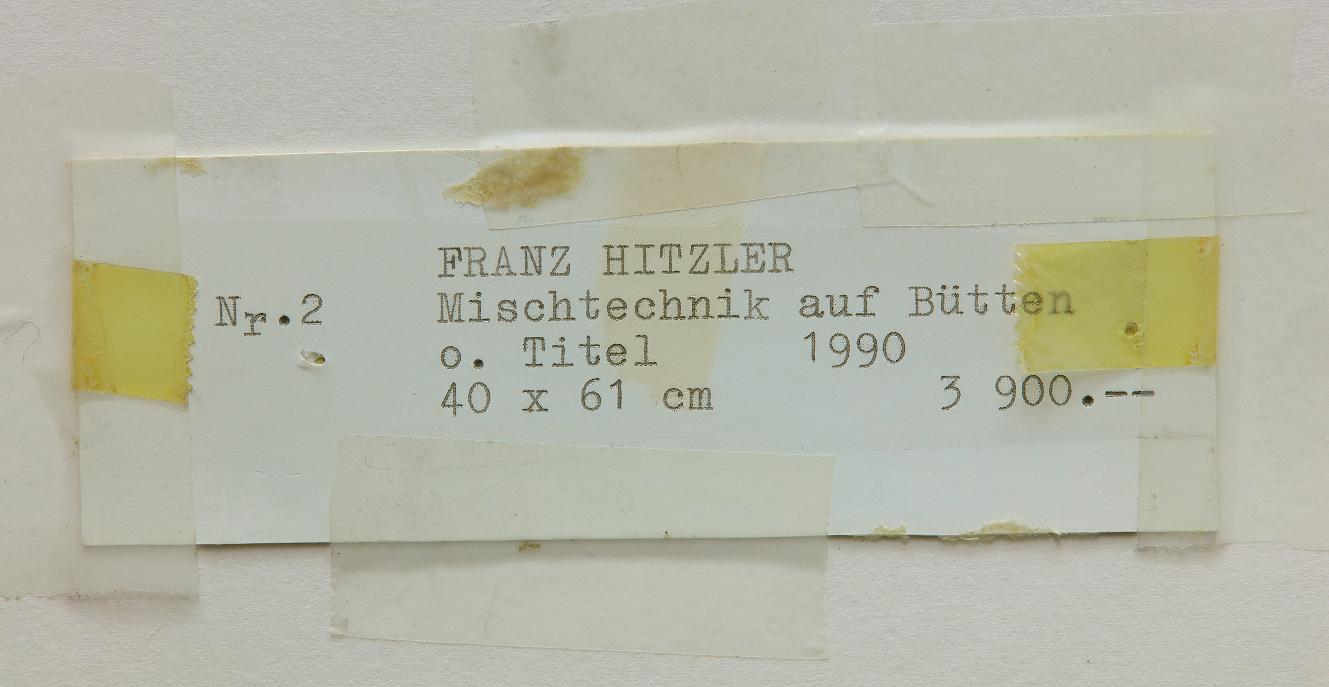 FRANZ HITZLER
Nr.2 Mischtechnik auf Bütten
o. Titel 1990
40 x 61 cm 3 900.--